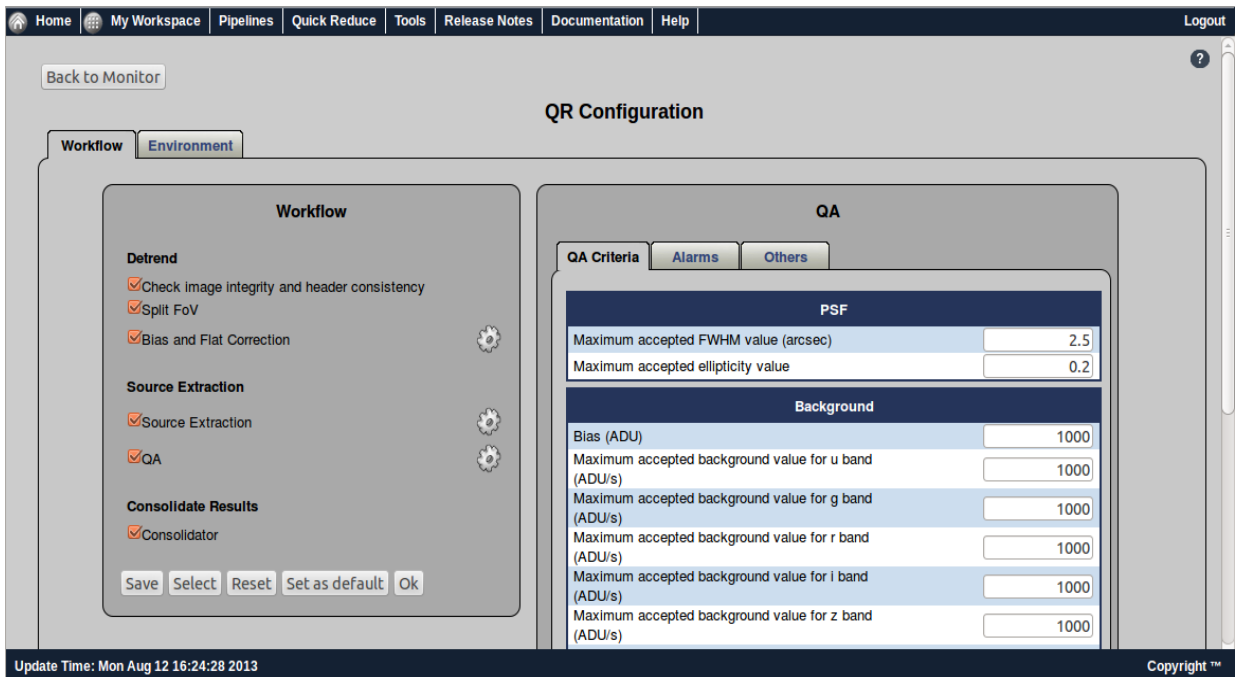 Home My Workspace Pipelines Quick Reduce Tools Release Notes Documentation Help Logout
?
Back to Monitor
QR Configuration
Workflow Environment
Workflow
Detrend
Check image integrity and header consistency
Split FoV
Bias and Flat Correction
Source Extraction
Source Extraction
QA
Consolidate Results
Consolidator
Save Select Reset Set as default Ok
QA
QA Criteria Alarms Others
PSF
Maximum accepted FWHM value (arcsec) 2.5
Maximum accepted ellipticity value 0.2
Background
Bias (ADU) 1000
Maximum accepted background value for u band
(ADU/s) 1000
Maximum accepted background value for g band
(ADU/s) 1000
Maximum accepted background value for r band
(ADU/s) 1000
Maximum accepted background value for i band
(ADU/s) 1000
Maximum accepted background value for z band
(ADU/s) 1000
Update Time: Mon Aug 12 16:24:28 2013 Copyright ™